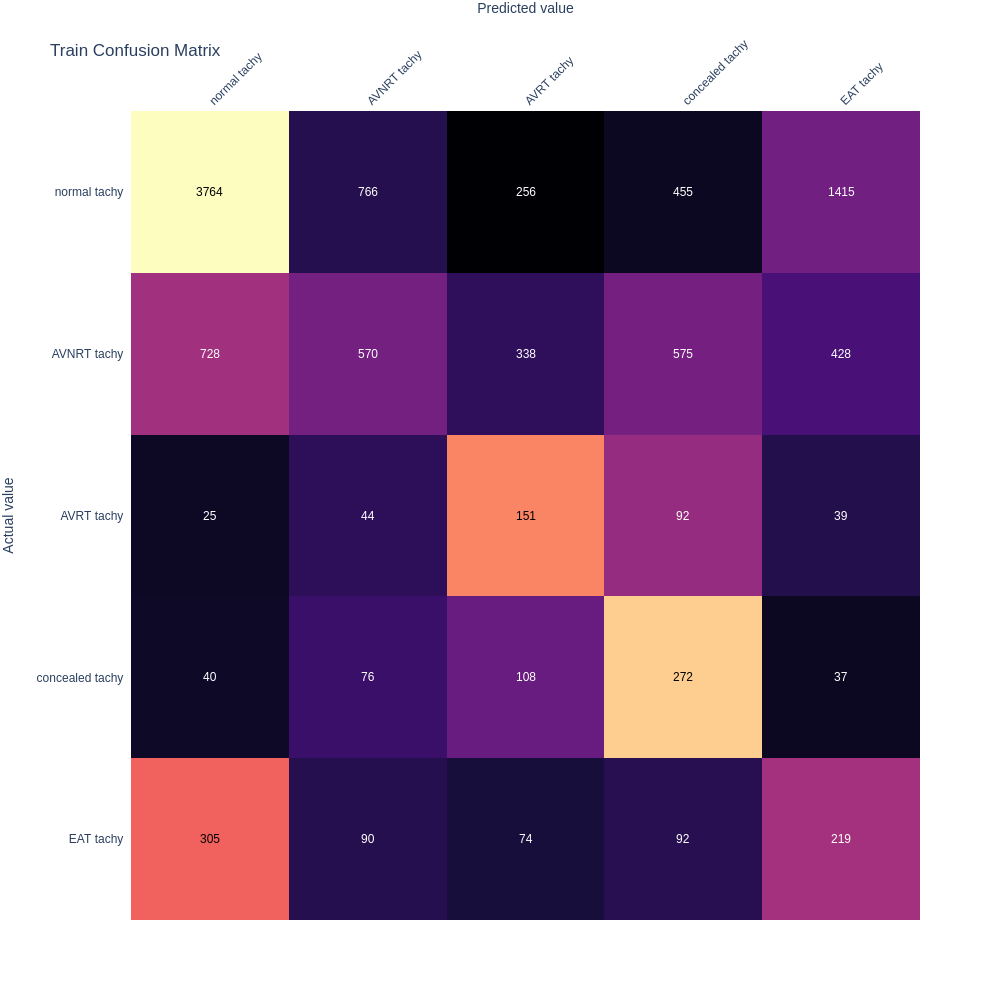 Predicted value
Train Confusion Matrix
normal tachy
AVNRT tachy
AVRT tachy
concealed tachy
EAT tachy
normal tachy 3764 766 256 455 1415
AVNRT tachy 728 570 338 575 428
AVRT tachy 25 44 151 92 39
concealed tachy 40 76 108 272 37
EAT tachy 305 90 74 92 219
Actual value